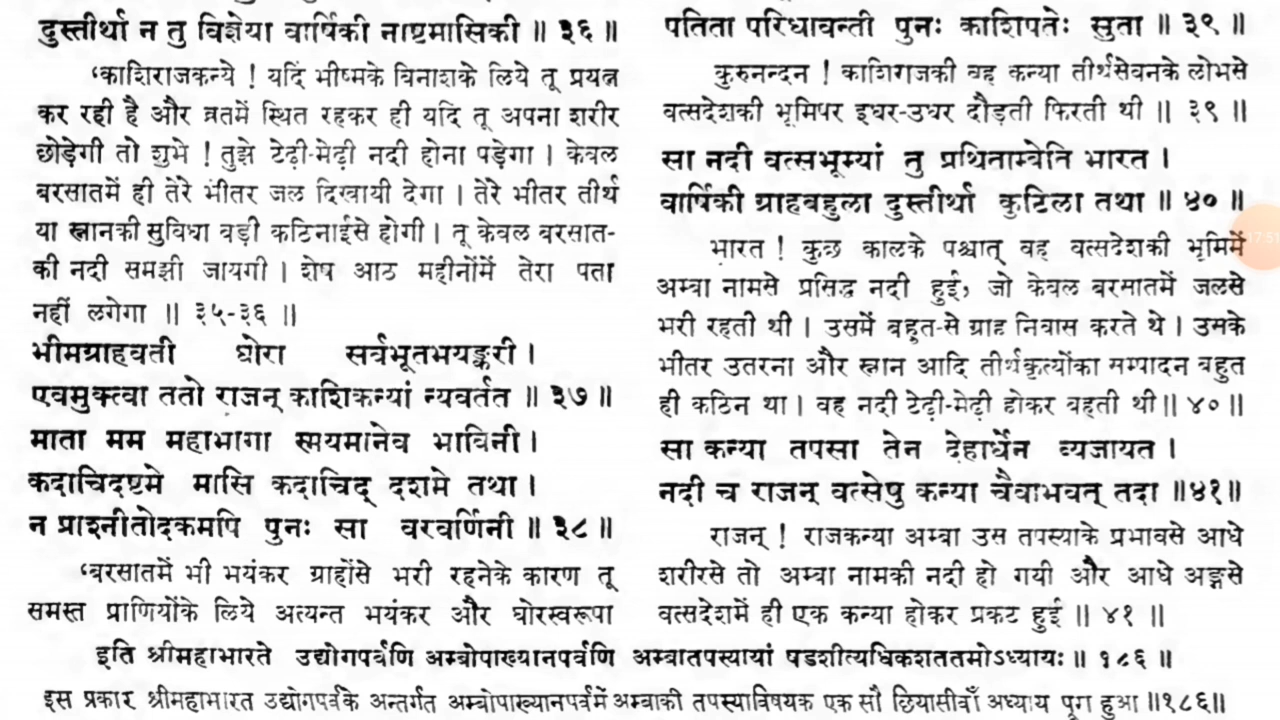 दुस्तीर्था न तु विज्ञेया वार्षिकी नाष्टमासिकी ॥ ३६ ॥
‘काशिराजकन्ये ! यदि भीष्मके विनाशके लिये तू प्रयत्न
कर रही है और व्रतमें स्थित रहकर ही यदि तू अपना शरीर
छोड़ेगी तो शुभे ! तुझे टेढ़ी-मेढ़ी नदी होना पड़ेगा । केवल
बरसातमें ही तेरे भीतर जल दिखायी देगा । तेरे भीतर तीर्थ
या स्नानकी सुविधा बड़ी कठिनाईसे होगी । तू केवल बरसात-
की नदी समझी जायगी । शेष आठ महीनोंमें तेरा पता
नहीं लगेगा ॥ ३५-३६ ॥
भीमग्राहवती घोरा सर्वभूतभयङ्करी ।
एवमुक्त्वा ततो राजन् काशिकन्यां न्यवर्तत ॥ ३७ ॥
माता मम महाभागा स्मयमानेव भाविनी ।
कदाचिदष्टमे मासि कदाचिद् दशमे तथा ।
न प्राश्नीतोदकमपि पुनः सा वरवर्णिनी ॥ ३८ ॥
‘बरसातमें भी भयंकर ग्राहोंसे भरी रहनेके कारण तू
समस्त प्राणियोंके लिये अत्यन्त भयंकर और घोरस्वरूपा
पतिता परिधावन्ती पुनः काशिपतेः सुता ॥ ३९ ॥
कुरुनन्दन ! काशिराजकी वह कन्या तीर्थसेवनके लोभसे
वत्सदेशकी भूमिपर इधर-उधर दौड़ती फिरती थी ॥ ३९ ॥
सा नदी वत्सभूम्यां तु प्रथिताम्बेति भारत ।
वार्षिकी ग्राहबहुला दुस्तीर्था कुटिला तथा ॥ ४० ॥
भारत ! कुछ कालके पश्चात् वह वत्सदेशकी भूमिमें
अम्बा नामसे प्रसिद्ध नदी हुई, जो केवल बरसातमें जलसे
भरी रहती थी । उसमें बहुत-से ग्राह निवास करते थे । उसके
भीतर उतरना और स्नान आदि तीर्थकृत्योंका सम्पादन बहुत
ही कठिन था । वह नदी टेढ़ी-मेढ़ी होकर बहती थी ॥ ४० ॥
सा कन्या तपसा तेन देहार्धेन व्यजायत ।
नदी च राजन् वत्सेषु कन्या चैवाभवत् तदा ॥४१॥
राजन् ! राजकन्या अम्बा उस तपस्याके प्रभावसे आधे
शरीरसे तो अम्बा नामकी नदी हो गयी और आधे अङ्गसे
वत्सदेशमें ही एक कन्या होकर प्रकट हुई ॥ ४१ ॥
इति श्रीमहाभारते उद्योगपर्वणि अम्बोपाख्यानपर्वणि अम्बातपस्यायां षडशीत्यधिकशततमोऽध्यायः ॥ १८६ ॥
इस प्रकार श्रीमहाभारत उद्योगपर्वके अन्तर्गत अम्बोपाख्यानपर्वमें अम्बाकी तपस्याविषयक एक सौ छियासीवाँ अध्याय पूरा हुआ ॥१८६॥
17:51